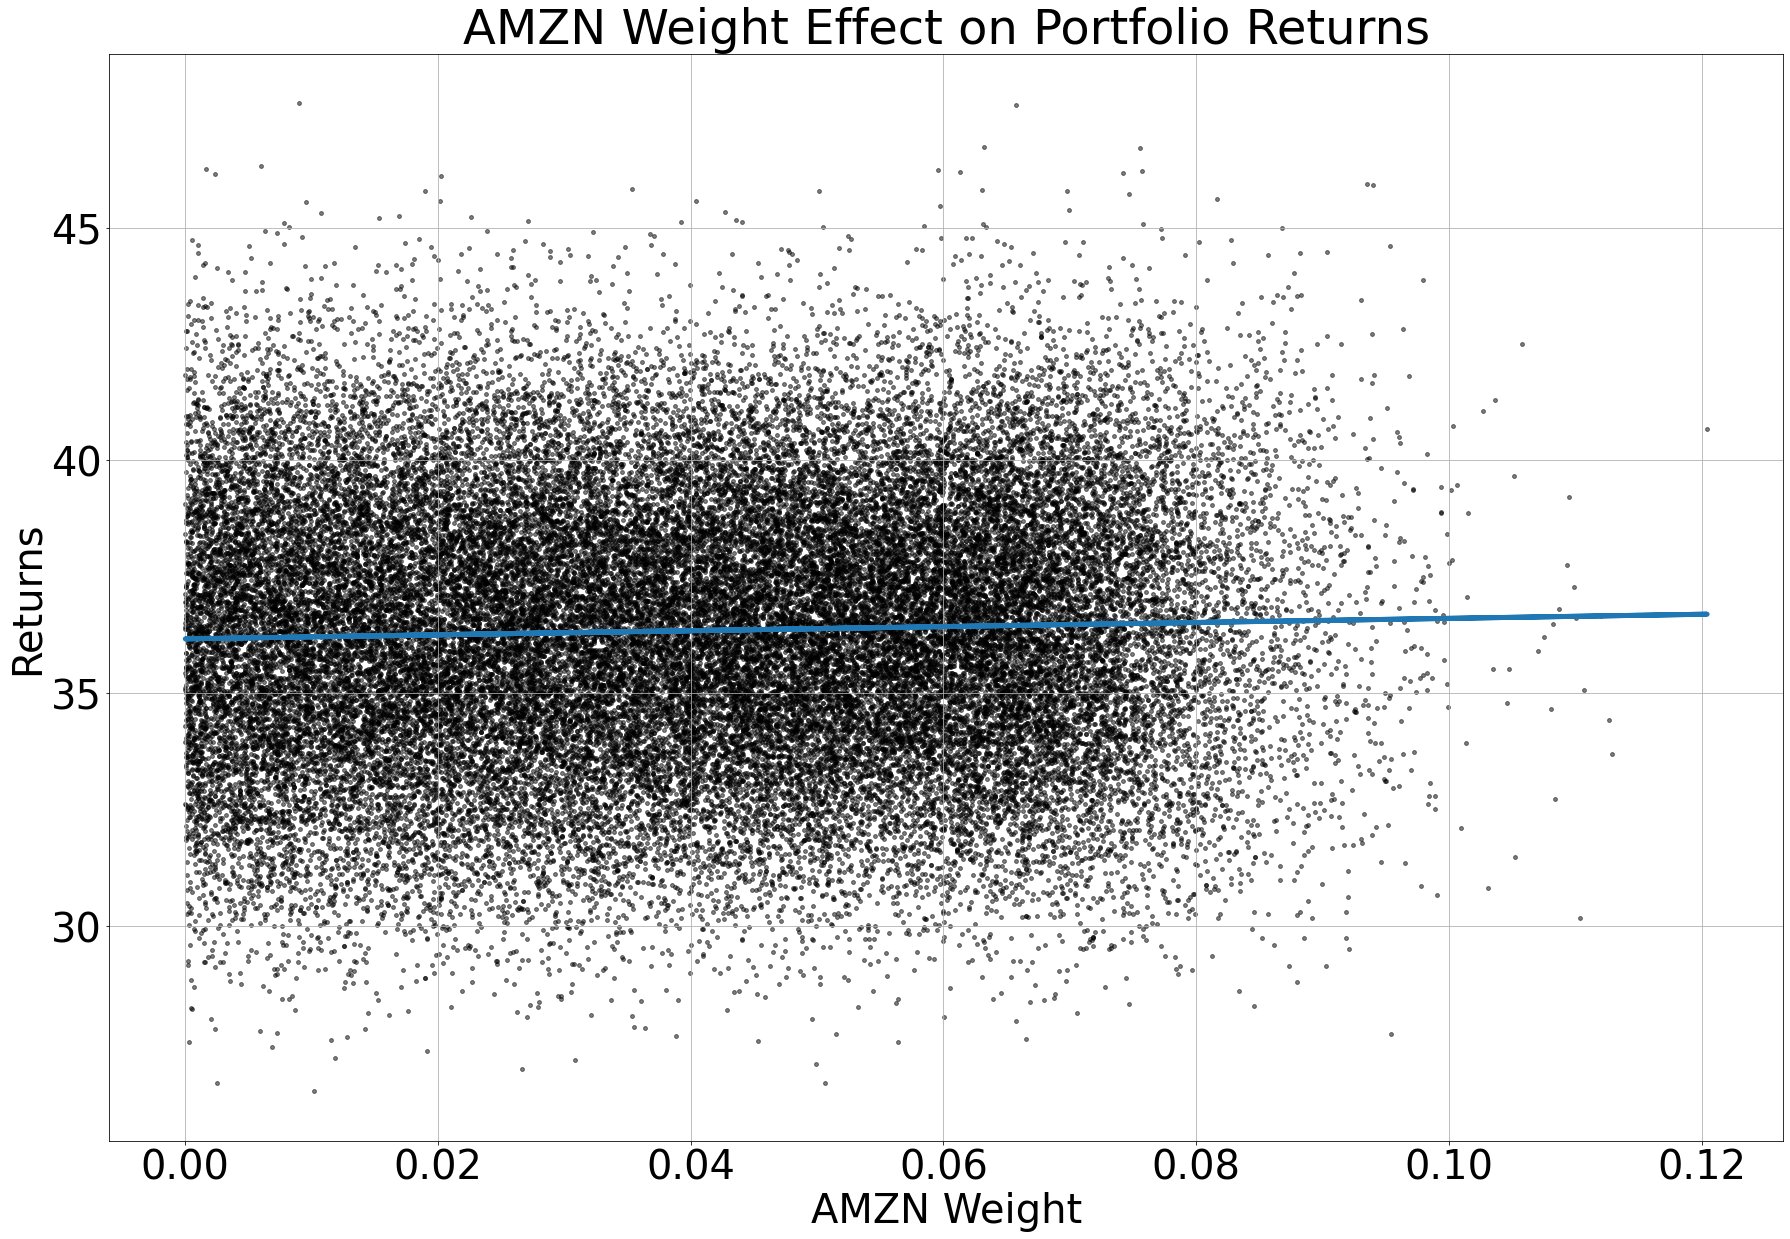 AMZN Weight Effect on Portfolio Returns
45
40
35
30
Returns
0.00 0.02 0.04 0.06 0.08 0.10 0.12
AMZN Weight